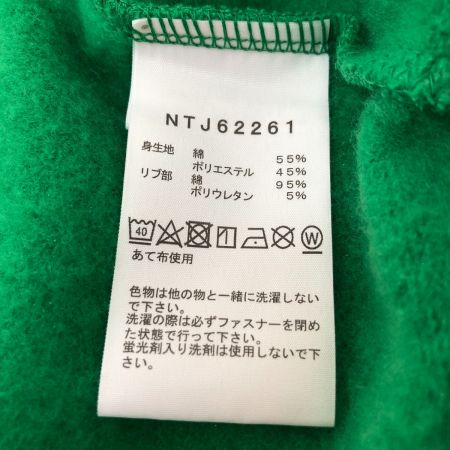 NTJ62261
身生地 綿 55%
ポリエステル 45%
リブ部 綿 95%
ポリウレタン 5%
40 W
あて布使用
色物は他の物と一緒に洗濯しない
で下さい。
洗濯の際は必ずファスナーを閉め
た状態で行って下さい。
蛍光剤入り洗剤は使用しないで下
さい。